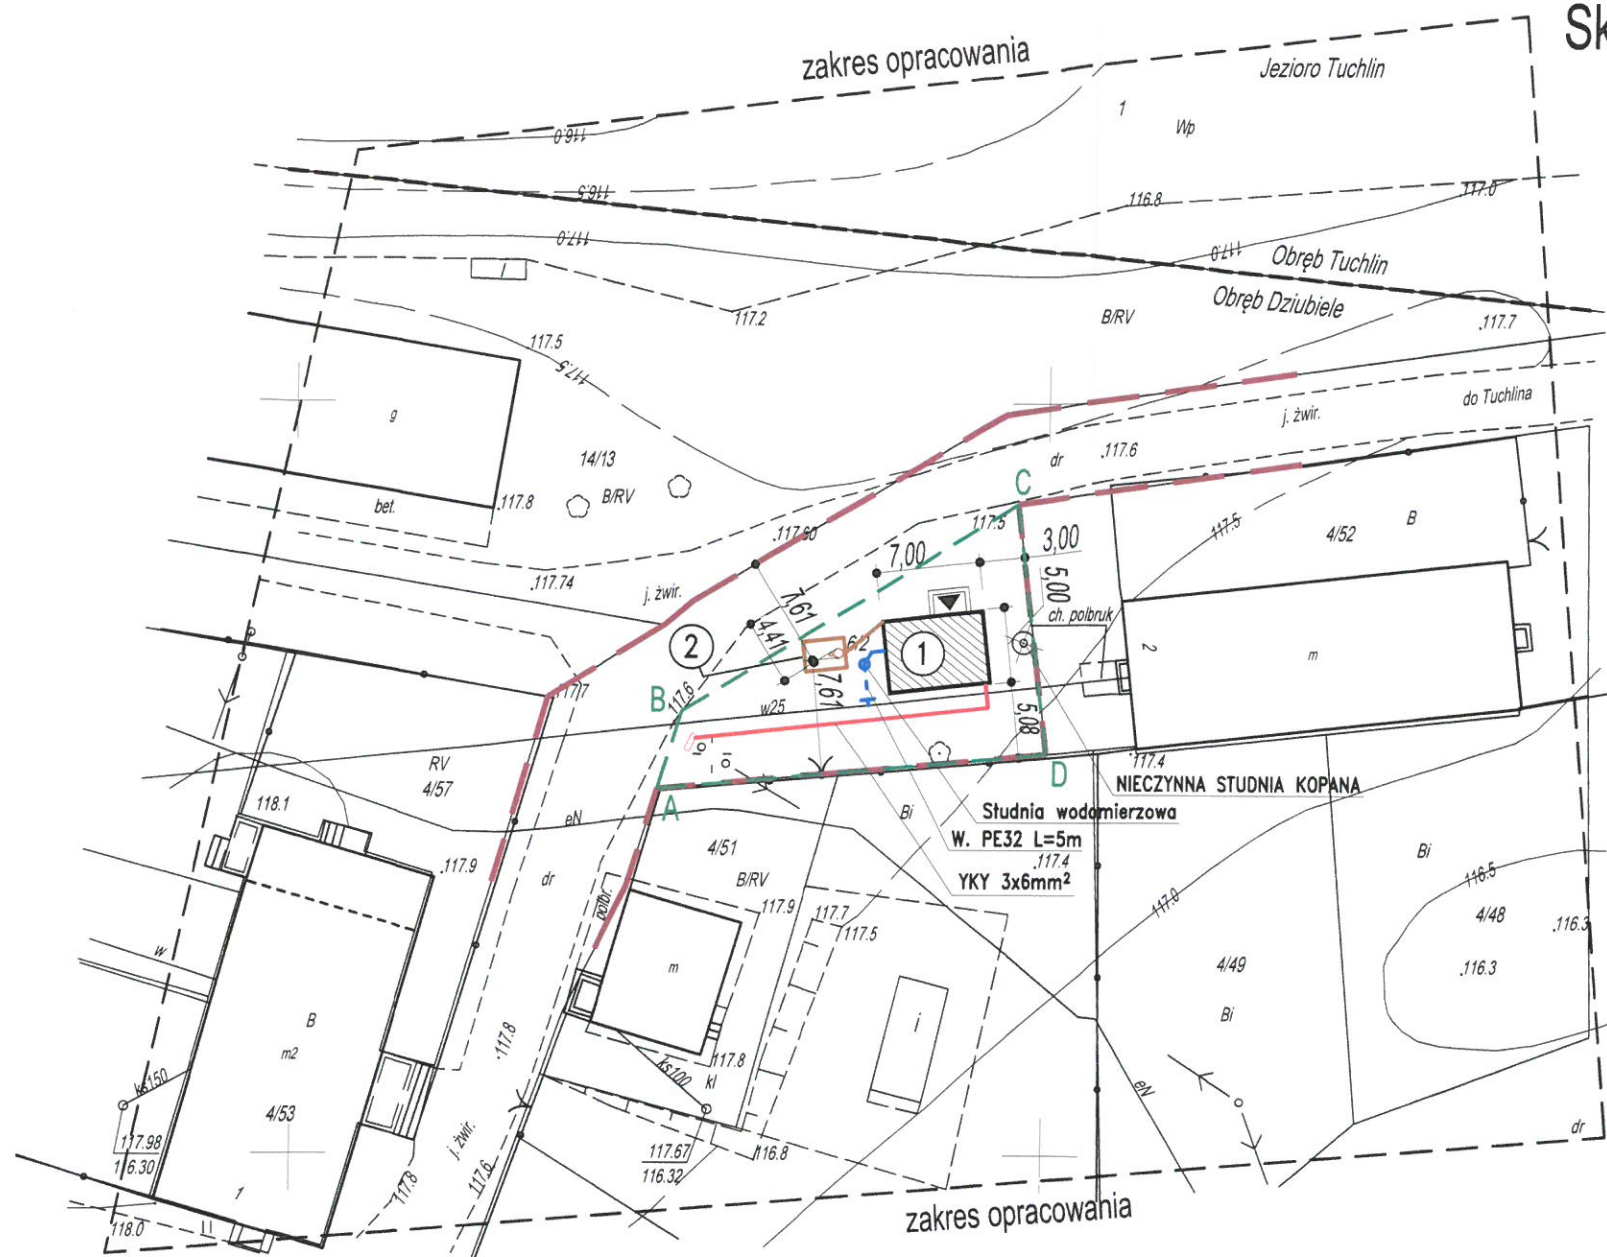 Sk
zakres opracowania
Jezioro Tuchlin
1
Wp
116.0
116.5
116.8
117.0
117.0
117.0
Obręb Tuchlin
Obręb Dziubiele
i
117.2
B/RV
.117.7
.117.5
117.5
g
do Tuchlina
j. żwir.
14/13
B/RV
dr
.117.6
C
bet.
.117.8
117.5
117.5
4/52
B
.117.60
7,00
3,00
.117.74
j. żwir.
7,61
5,00
ch. polbruk
4,41
2
6/2
1
2
m
B
117.6
117.7
7,61
w25
5,08
RV
4/57
D
117.4
NIECZYNNA STUDNIA KOPANA
118.1
A
eN
Bi
Studnia wodomierzowa
W. PE32 L=5m
4/51
.117.4
Bi
.117.9
dr
B/RV
YKY 3x6mm²
116.5
polbr.
117.9
117.7
117.5
117.0
4/48
.116.3
w
m
4/49
.116.3
B
i
Bi
m2
.117.8
117.8
ks150
ks100
kl
eN
4/53
j. żwir.
dr
117.98
116.30
117.67
116.32
116.8
1
117.8
117.6
zakres opracowania
118.0